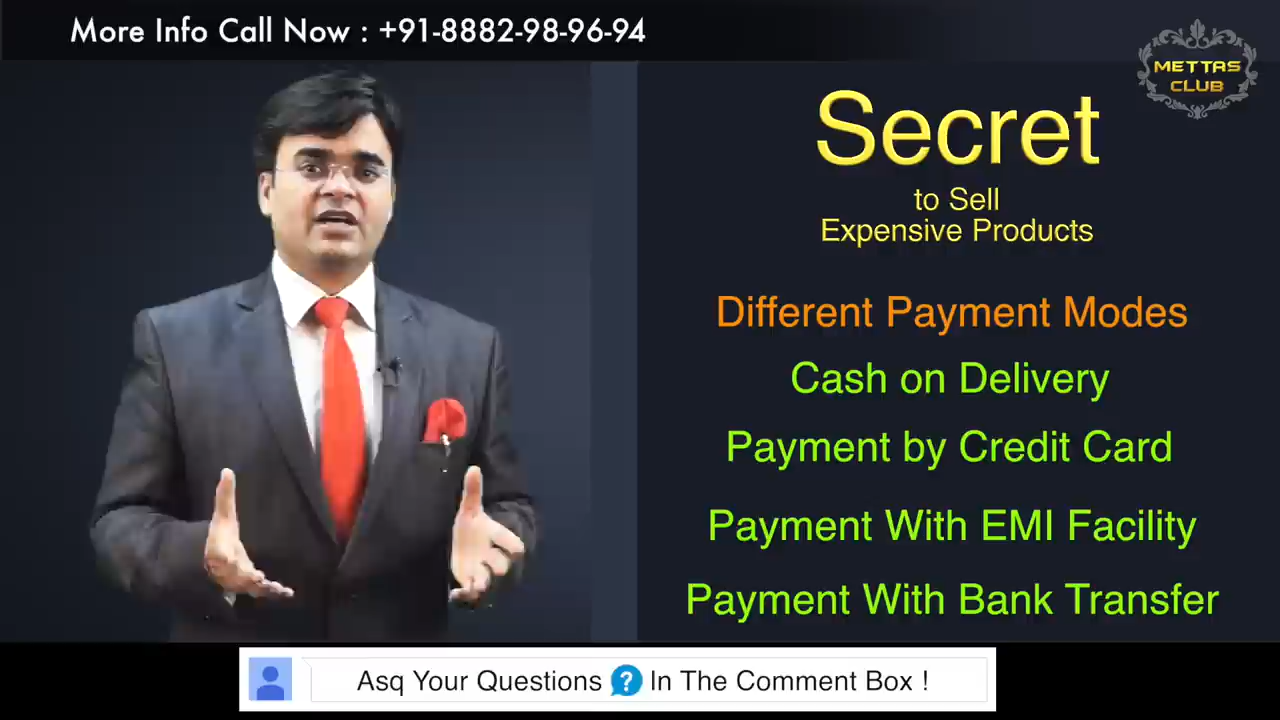 More Info Call Now : +91-8882-98-96-94
METTAS
CLUB
Secret
to Sell
Expensive Products
Different Payment Modes
Cash on Delivery
Payment by Credit Card
Payment With EMI Facility
Payment With Bank Transfer
Asq Your Questions ? In The Comment Box !